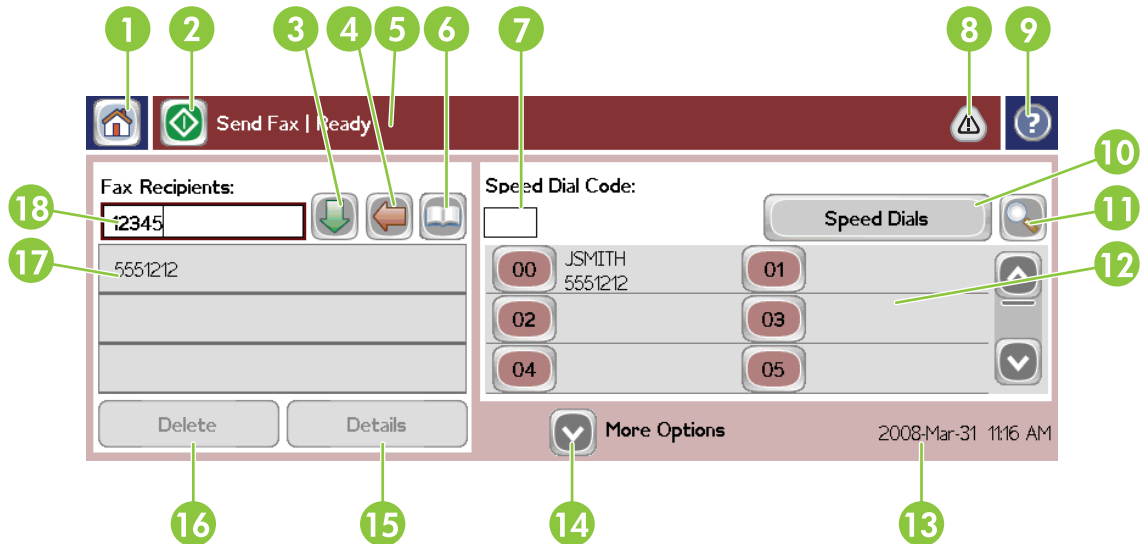 1 2 3 4 5 6 7 8 9
Send Fax | Ready
?
10
Fax Recipients:
Speed Dial Code:
18
12345
Speed Dials
11
17
5551212
00 JSMITH
5551212
01
12
02 03
04 05
Delete Details
More Options
2008-Mar-31 11:16 AM
16 15 14 13